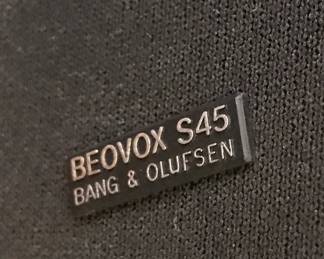 BEOVOX S45
BANG & OLUFSEN